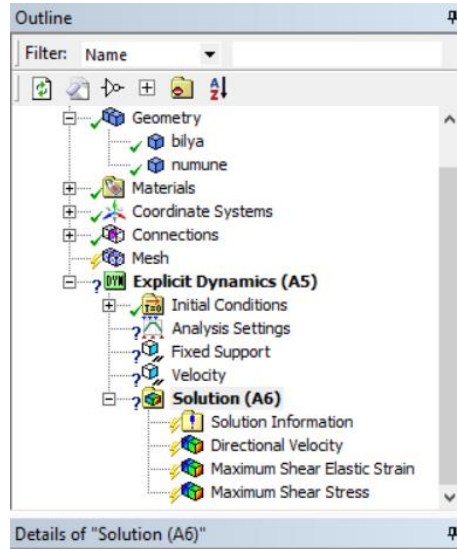 Outline
Filter: Name
Geometry
bilya
numune
Materials
Coordinate Systems
Connections
Mesh
Explicit Dynamics (A5)
Initial Conditions
Analysis Settings
Fixed Support
Velocity
Solution (A6)
Solution Information
Directional Velocity
Maximum Shear Elastic Strain
Maximum Shear Stress
Details of "Solution (A6)"